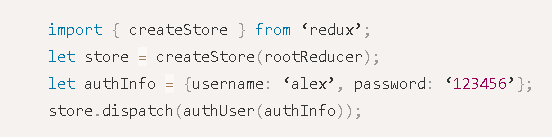 import { createStore } from ‘redux’;
let store = createStore(rootReducer);
let authInfo = {username: ‘alex’, password: ‘123456’};
store.dispatch(authUser(authInfo));